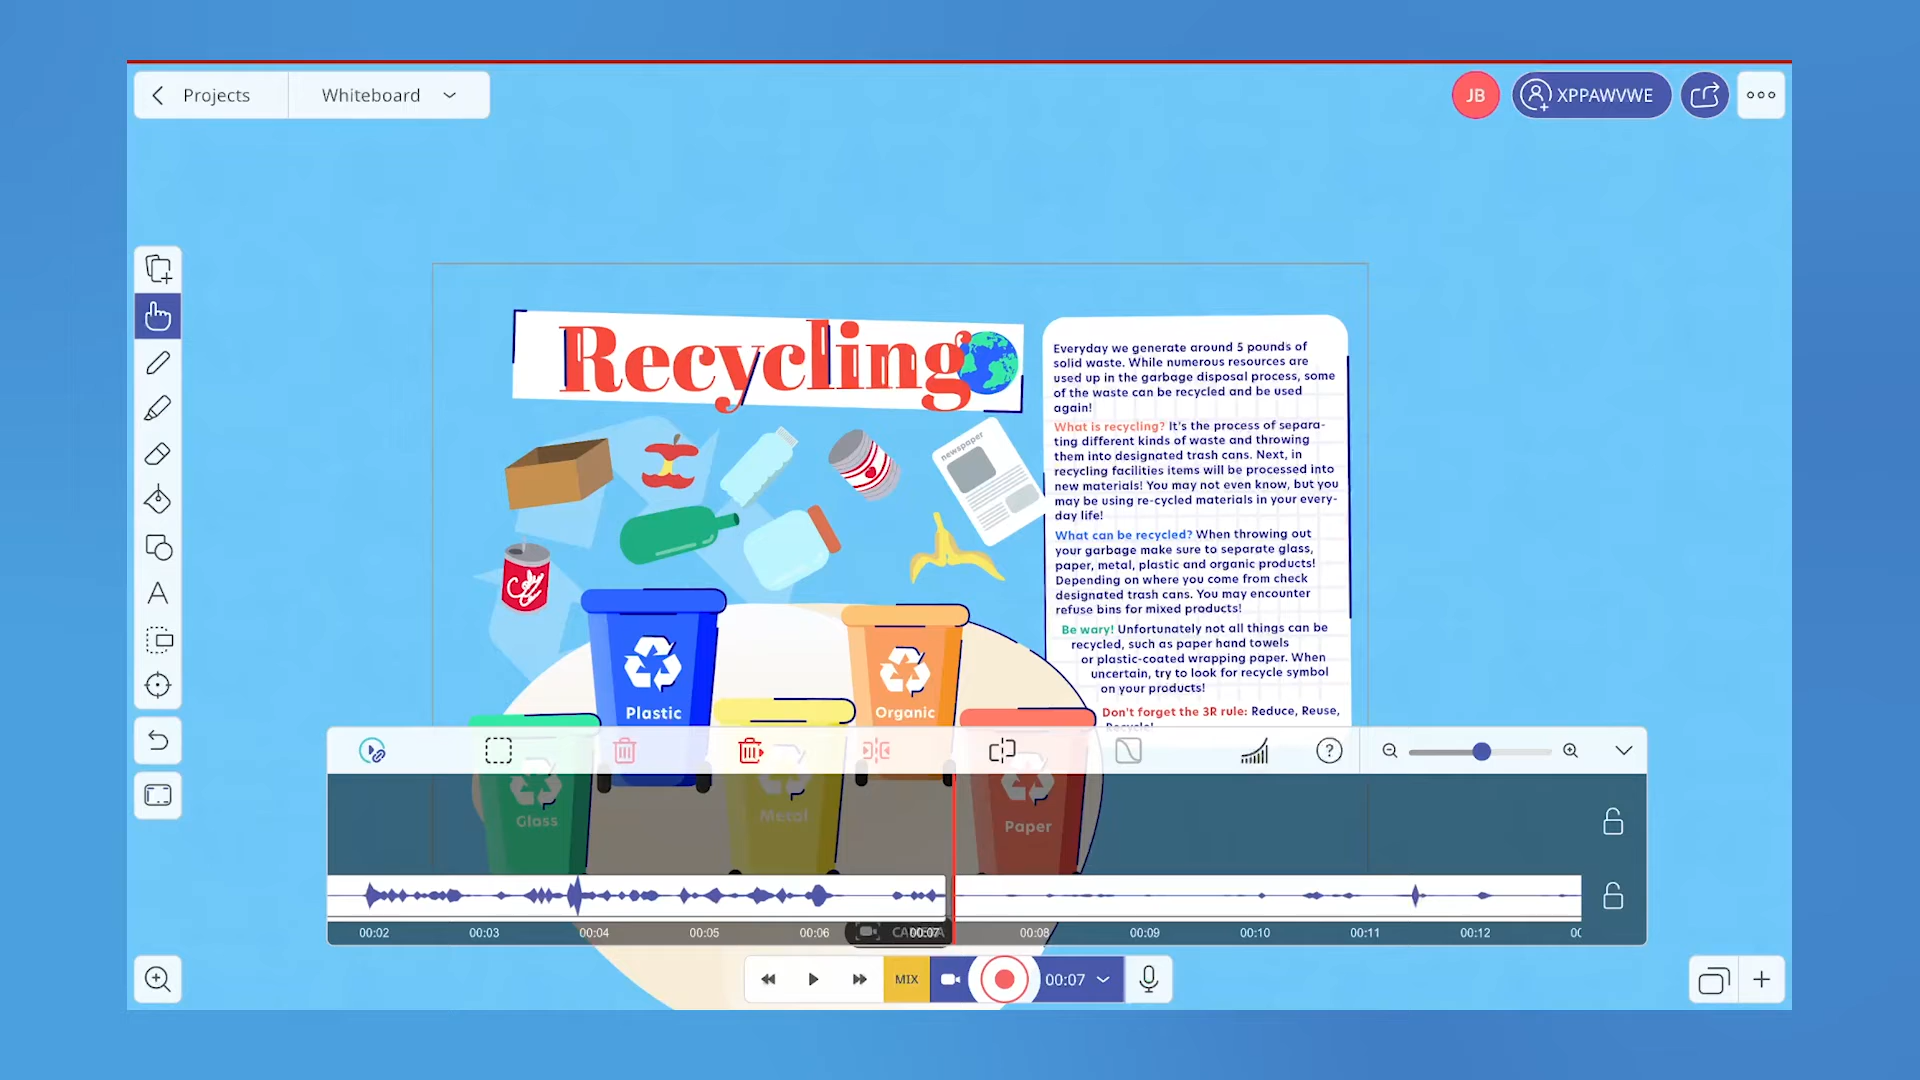 Projects
Whiteboard
JB
XPPAWVWE
Recycling
Everyday we generate around 5 pounds of
solid waste. While numerous resources are
used up in the garbage disposal process, some
of the waste can be recycled and be used
again!
What is recycling? It's the process of separa-
ting different kinds of waste and throwing
them into designated trash cans. Next, in
recycling facilities items will be processed into
new materials! You may not even know, but you
may be using re-cycled materials in your every-
day life!
What can be recycled? When throwing out
your garbage make sure to separate glass,
paper, metal, plastic and organic products!
Depending on where you come from check
designated trash cans. You may encounter
refuse bins for mixed products!
Be wary! Unfortunately not all things can be
recycled, such as paper hand towels
or plastic-coated wrapping paper. When
uncertain, try to look for recycle symbol
on your products!
Don't forget the 3R rule: Reduce, Reuse,
Recycle!
newspaper
Plastic
Organic
Glass
Metal
Paper
00:02
00:03
00:04
00:05
00:06
CAMERA
00:07
00:08
00:09
00:10
00:11
00:12
MIX
00:07